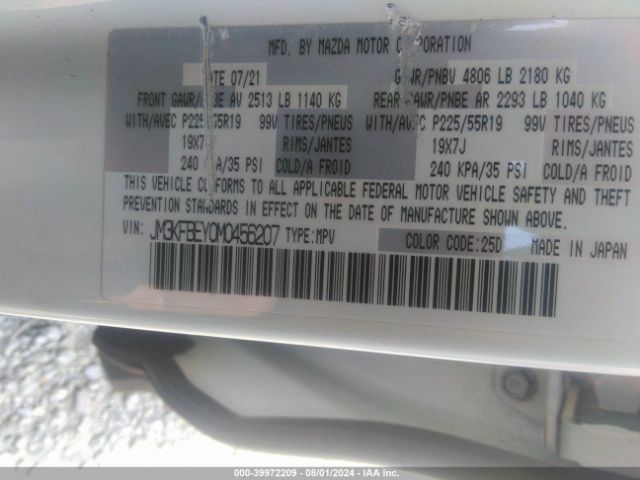 MFD. BY MAZDA MOTOR CORPORATION
DATE 07/21 GVWR/PNBV 4806 LB 2180 KG
FRONT GAWR/PNBE AV 2513 LB 1140 KG REAR GAWR/PNBE AR 2293 LB 1040 KG
WITH/AVEC P225/55R19 99V TIRES/PNEUS WITH/AVEC P225/55R19 99V TIRES/PNEUS
19X7J RIMS/JANTES 19X7J RIMS/JANTES
240 KPA/35 PSI COLD/A FROID 240 KPA/35 PSI COLD/A FROID
THIS VEHICLE CONFORMS TO ALL APPLICABLE FEDERAL MOTOR VEHICLE SAFETY AND THEFT
PREVENTION STANDARDS IN EFFECT ON THE DATE OF MANUFACTURE SHOWN ABOVE.
VIN: JM3KFBEY0M0456207 TYPE:MPV COLOR CODE:25D MADE IN JAPAN
000-39972209 - 08/01/2024 - IAAI.COM